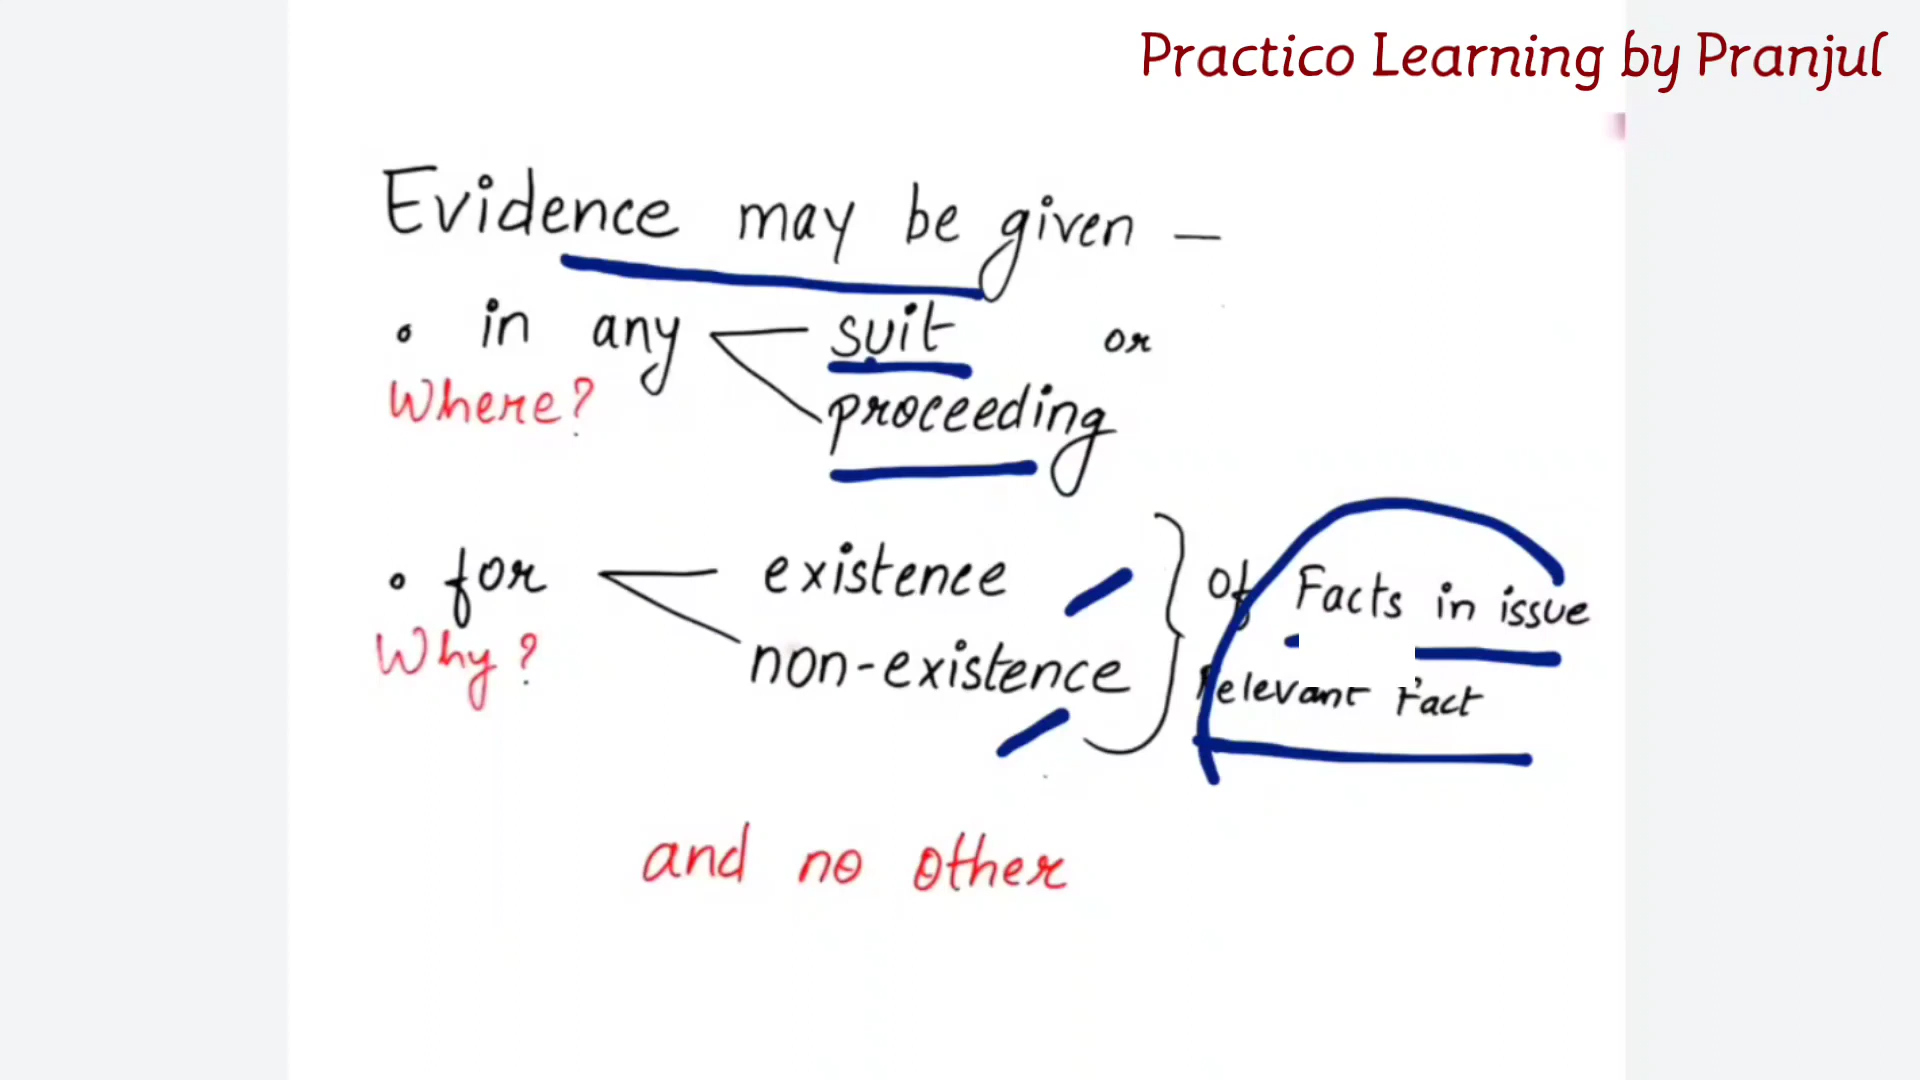 Practico Learning by Pranjul
Evidence may be given –
• in any suit or
Where?
proceeding
• for existence of Facts in issue
Why? non-existence Relevant Fact
and no other